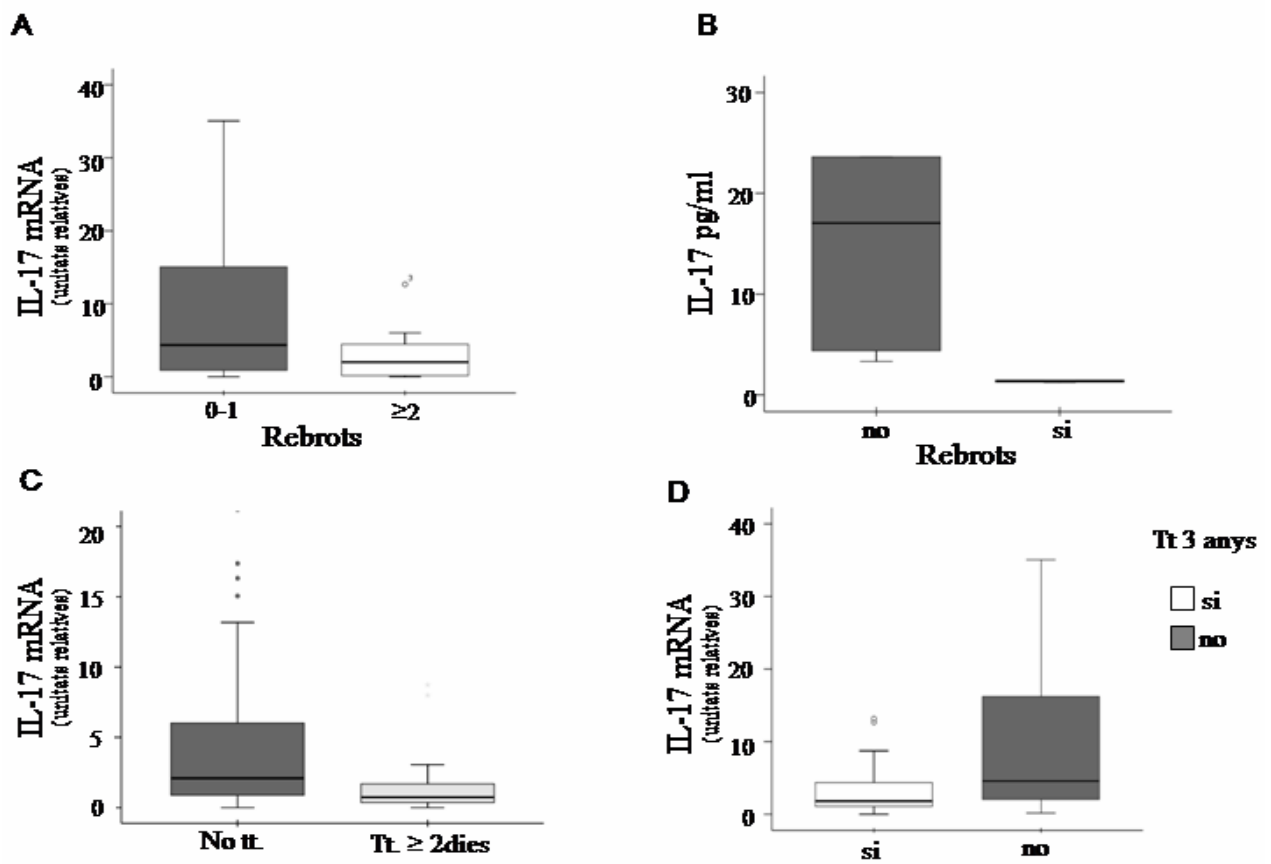 A
40
30
20
10
0
IL-17 mRNA
(unitats relatives)
0-1
≥2
Rebrots
3
B
30
20
10
0
IL-17 pg/ml
no
si
Rebrots
C
20
15
10
5
0
IL-17 mRNA
(unitats relatives)
No tt.
Tt. ≥ 2dies
D
40
30
20
10
0
IL-17 mRNA
(unitats relatives)
si
no
Tt 3 anys
si
no